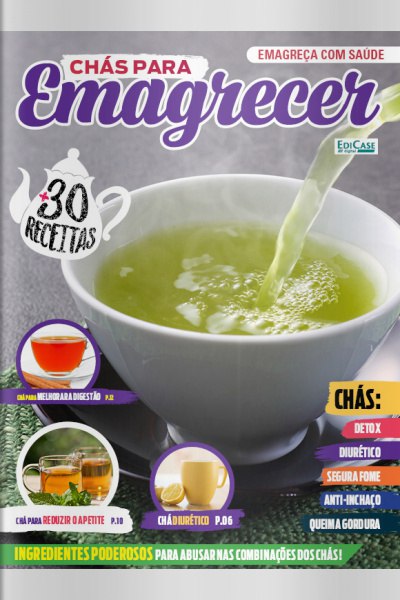 EMAGREÇA COM SAÚDE
CHÁS PARA
Emagrecer
EDICASE
digital
+30
RECEITAS
CHÁ PARA MELHORAR A DIGESTÃO P.12
CHÁS:
DETOX
DIURÉTICO
SEGURA FOME
ANTI-INCHAÇO
QUEIMA GORDURA
CHÁ PARA REDUZIR O APETITE P.10
CHÁ DIURÉTICO P.06
INGREDIENTES PODEROSOS PARA ABUSAR NAS COMBINAÇÕES DOS CHÁS!